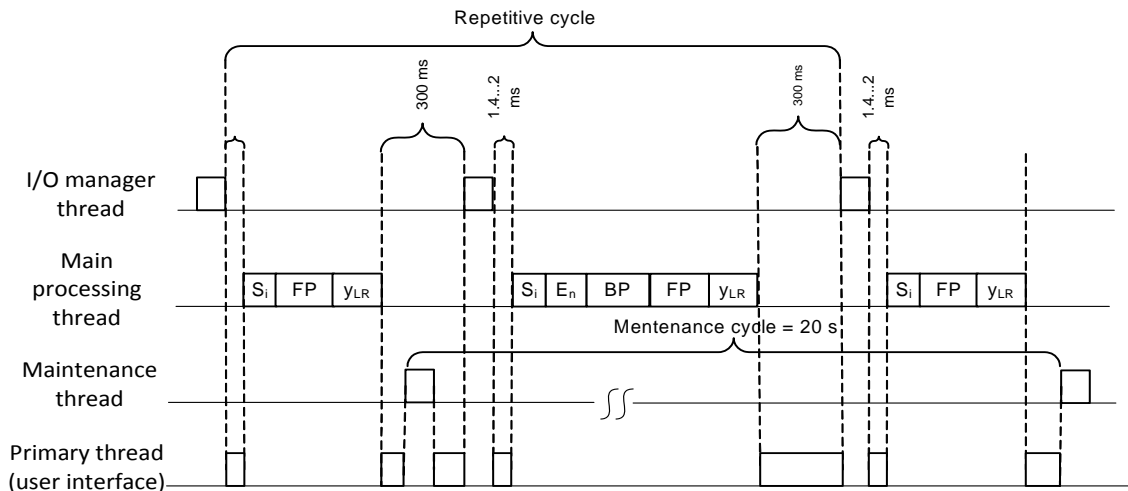 Repetitive cycle
300 ms
1.4...2
ms
300 ms
1.4...2
ms
I/O manager
thread
Main
processing
thread
Si FP yLR Si En BP FP yLR Si FP yLR
Mentenance cycle = 20 s
Maintenance
thread
Primary thread
(user interface)